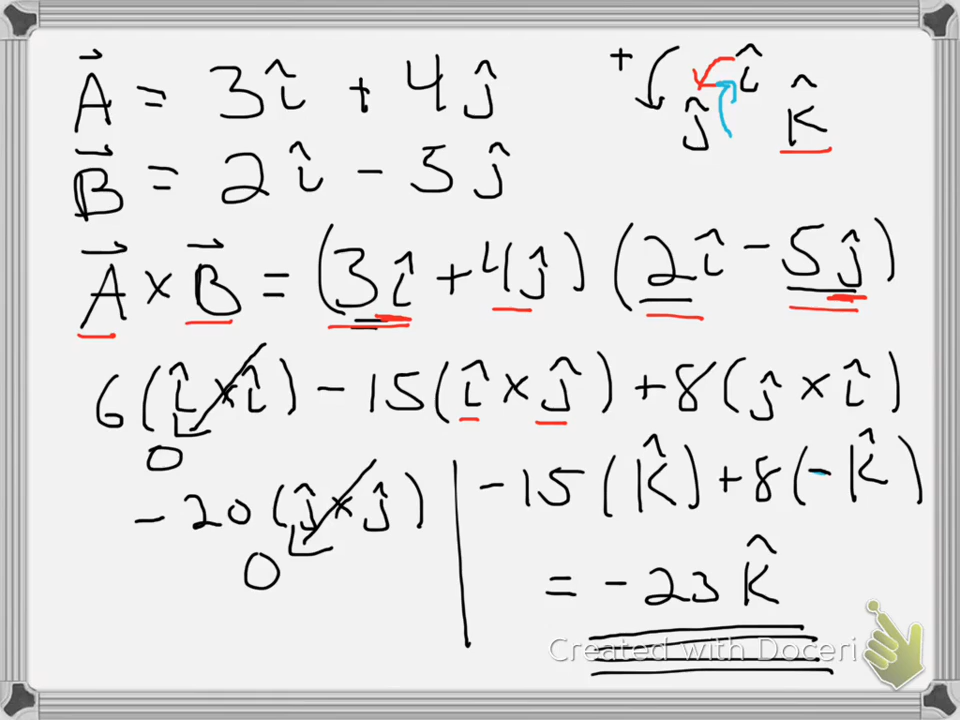 A⃗ = 3î + 4ĵ
+ î ĵ k̂
B⃗ = 2î - 5ĵ
A⃗ × B⃗ = (3î + 4ĵ) (2î - 5ĵ)
6(î × î) - 15(î × ĵ) + 8(ĵ × î)
0
- 20(ĵ × ĵ)
0
-15(k̂) + 8(-k̂)
= -23k̂
Created with Doceri